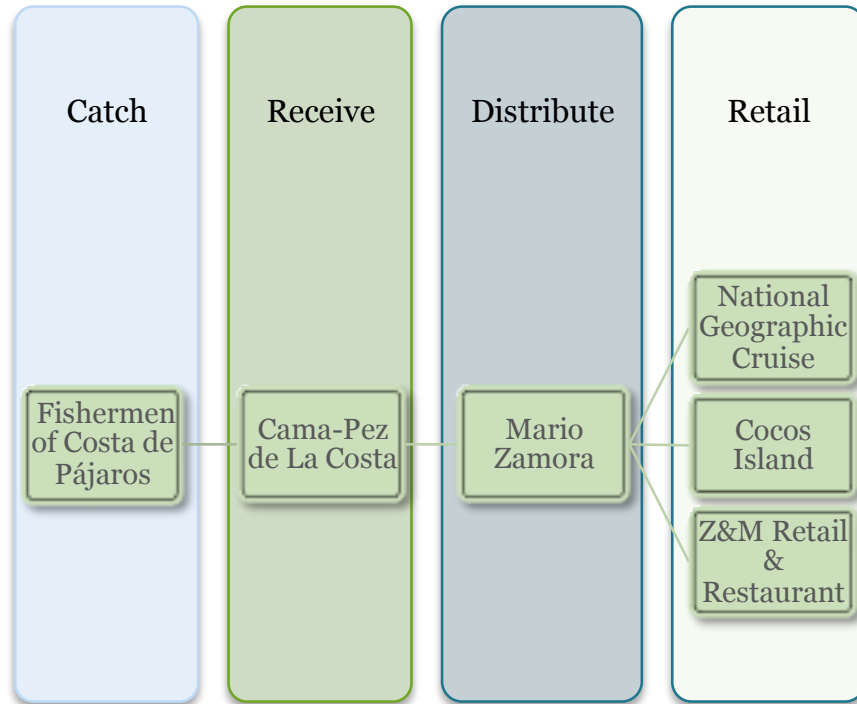 Catch
Receive
Distribute
Retail
Fishermen
of Costa de
Pájaros
Cama-Pez
de La Costa
Mario
Zamora
National
Geographic
Cruise
Cocos
Island
Z&M Retail
&
Restaurant